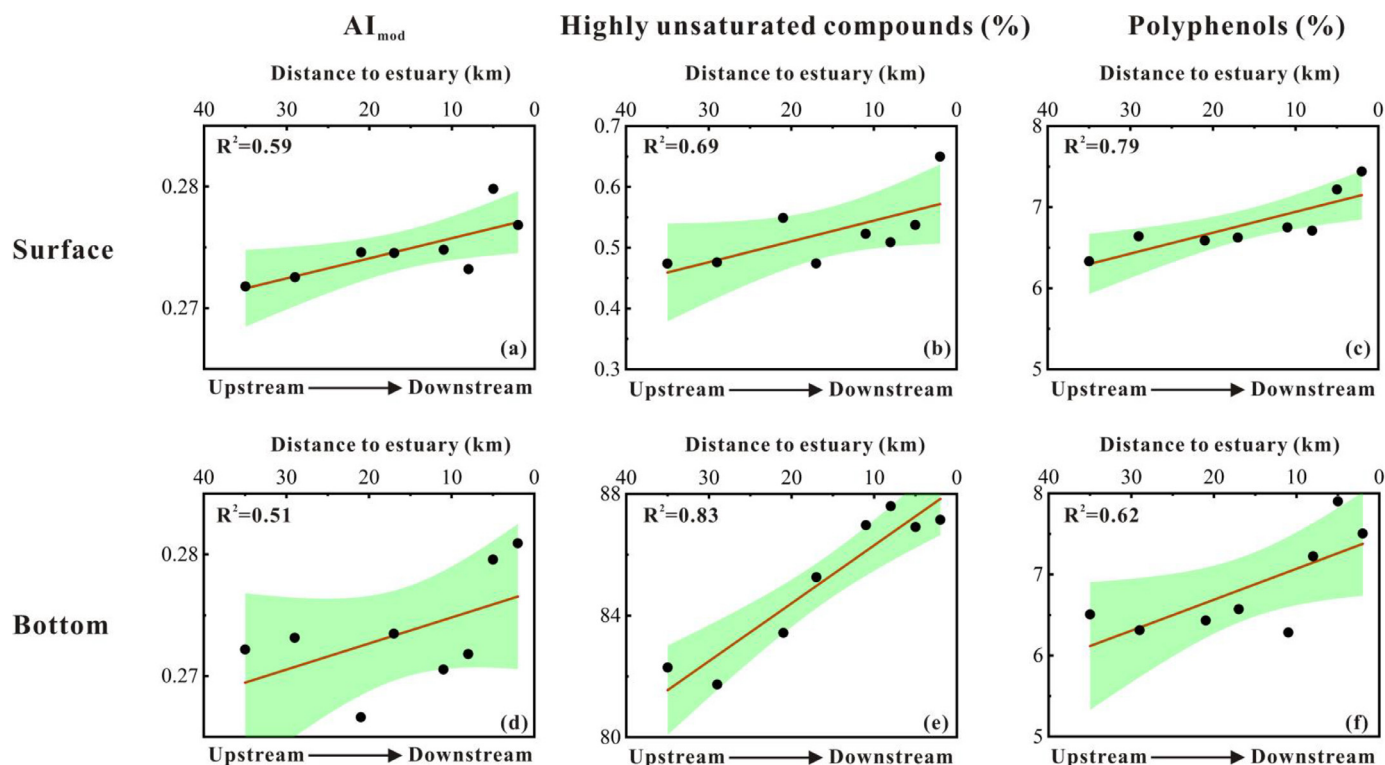 AImod Highly unsaturated compounds (%) Polyphenols (%)
Distance to estuary (km) Distance to estuary (km) Distance to estuary (km)
40 30 20 10 0 40 30 20 10 0 40 30 20 10 0
Surface
R²=0.59
0.28
0.27
(a)
Upstream Downstream
R²=0.69
0.7
0.6
0.5
0.4
0.3
(b)
Upstream Downstream
R²=0.79
8
7
6
5
(c)
Upstream Downstream
Distance to estuary (km) Distance to estuary (km) Distance to estuary (km)
40 30 20 10 0 40 30 20 10 0 40 30 20 10 0
Bottom
R²=0.51
0.28
0.27
(d)
Upstream Downstream
R²=0.83
88
84
80
(e)
Upstream Downstream
R²=0.62
8
7
6
5
(f)
Upstream Downstream